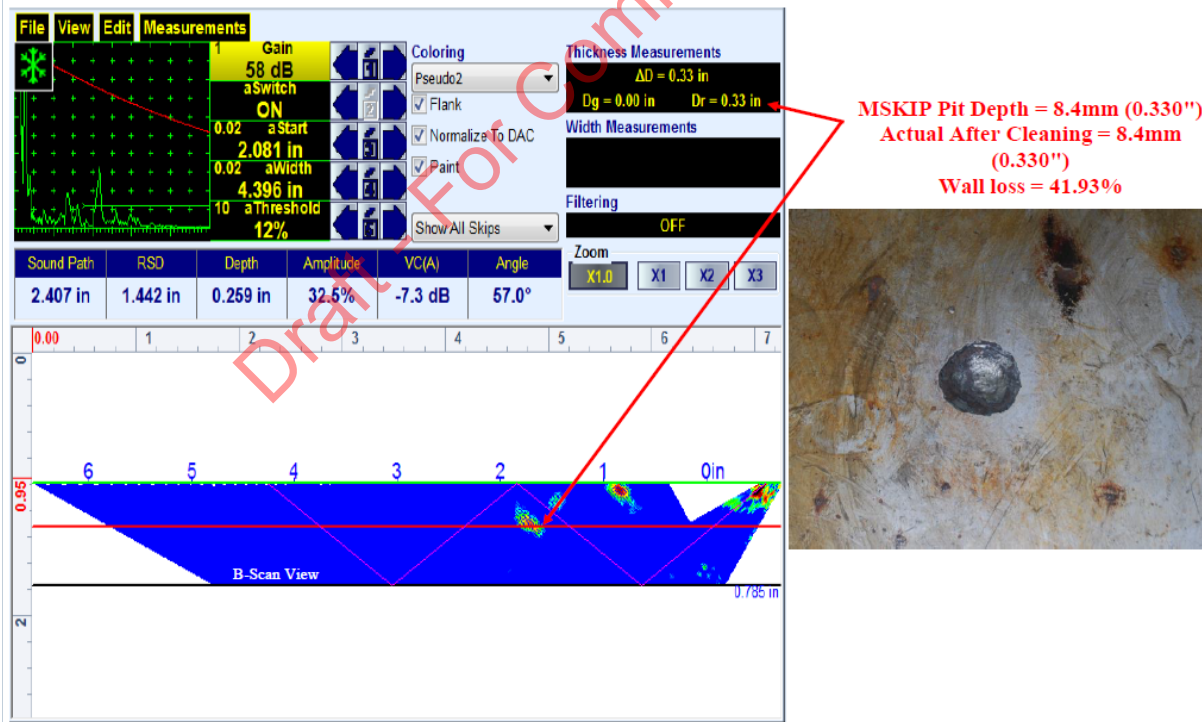 File View Edit Measurements
1 Gain
58 dB
aSwitch
ON
0.02 aStart
2.081 in
0.02 aWidth
4.396 in
10 aThreshold
12%
1
2
3
4
5
Coloring
Pseudo2
Flank
Normalize To DAC
Paint
Show All Skips
Thickness Measurements
ΔD = 0.33 in
Dg = 0.00 in Dr = 0.33 in
Width Measurements
Filtering
OFF
Zoom
X1.0 X1 X2 X3
MSKIP Pit Depth = 8.4mm (0.330")
Actual After Cleaning = 8.4mm
(0.330")
Wall loss = 41.93%
Sound Path RSD Depth Amplitude VC(A) Angle
2.407 in 1.442 in 0.259 in 32.5% -7.3 dB 57.0°
0.00 1 2 3 4 5 6 7
0
0.95
2
6 5 4 3 2 1 0in
B-Scan View
0.785 in
Draft - For Com